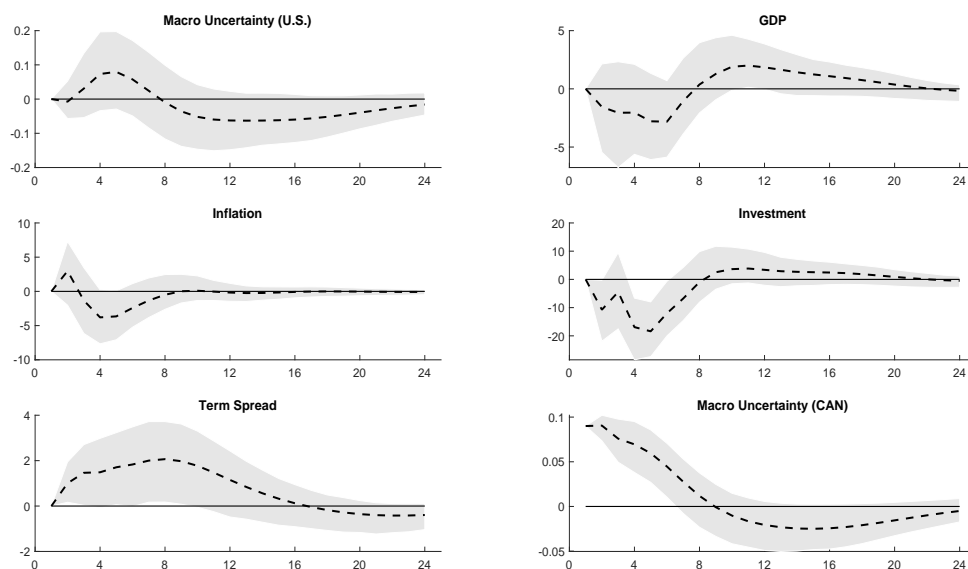 Macro Uncertainty (U.S.)
0.2
0.1
0
-0.1
-0.2
0 4 8 12 16 20 24
GDP
5
0
-5
0 4 8 12 16 20 24
Inflation
10
5
0
-5
-10
0 4 8 12 16 20 24
Investment
20
10
0
-10
-20
0 4 8 12 16 20 24
Term Spread
4
2
0
-2
0 4 8 12 16 20 24
Macro Uncertainty (CAN)
0.1
0.05
0
-0.05
0 4 8 12 16 20 24